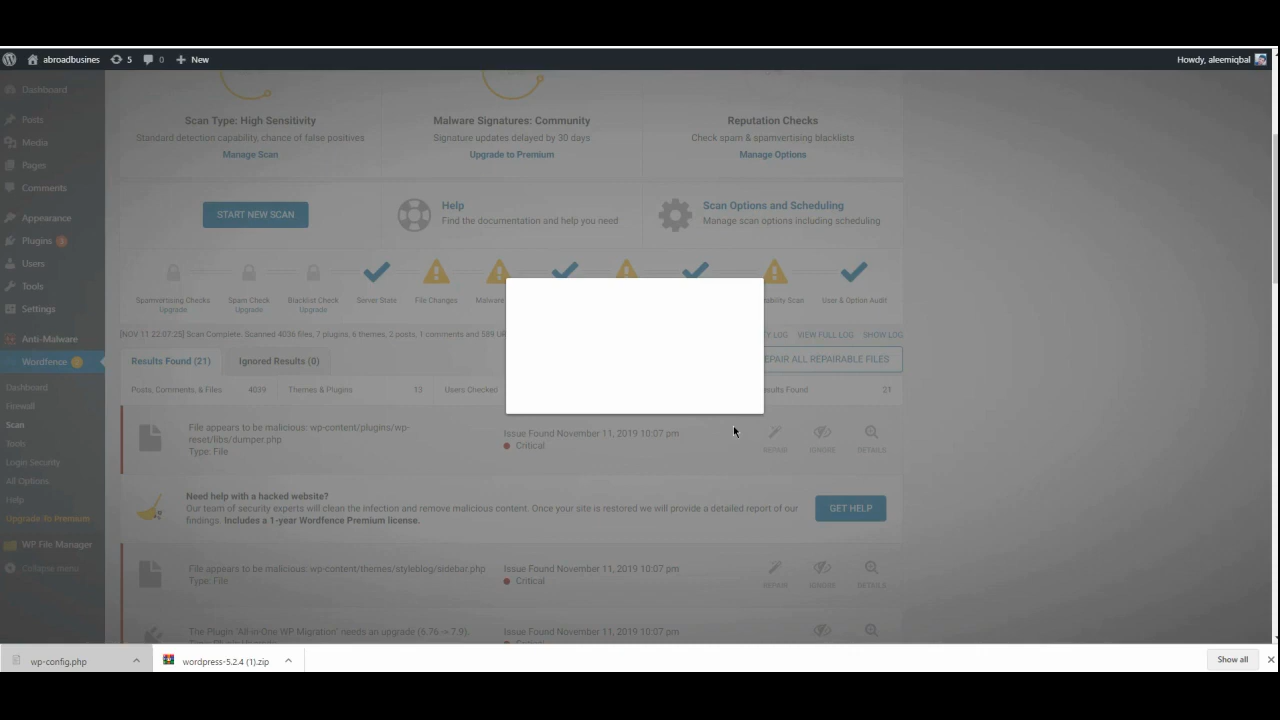 abroadbusines 5 0 New Howdy, aleemiqbal
Dashboard
Posts
Media
Pages
Comments
Appearance
Plugins 3
Users
Tools
Settings
Anti-Malware
Wordfence 2
Dashboard
Firewall
Scan
Tools
Login Security
All Options
Help
Upgrade To Premium
WP File Manager
Collapse menu
Scan Type: High Sensitivity
Standard detection capability, chance of false positives
Manage Scan
Malware Signatures: Community
Signature updates delayed by 30 days
Upgrade to Premium
Reputation Checks
Check spam & spamvertising blacklists
Manage Options
START NEW SCAN
Help
Find the documentation and help you need
Scan Options and Scheduling
Manage scan options including scheduling
Spamvertising Checks
Upgrade
Spam Check
Upgrade
Blacklist Check
Upgrade
Server State
File Changes
Malware
ability Scan
User & Option Audit
[NOV 11 22:07:25] Scan Complete. Scanned 4036 files, 7 plugins, 6 themes, 2 posts, 1 comments and 589 UR
TY LOG VIEW FULL LOG SHOW LOG
Results Found (21) Ignored Results (0)
EPAIR ALL REPAIRABLE FILES
Posts, Comments, & Files 4039 Themes & Plugins 13 Users Checked sults Found 21
File appears to be malicious: wp-content/plugins/wp-
reset/libs/dumper.php
Type: File
Issue Found November 11, 2019 10:07 pm
Critical
REPAIR IGNORE DETAILS
Need help with a hacked website?
Our team of security experts will clean the infection and remove malicious content. Once your site is restored we will provide a detailed report of our
findings. Includes a 1-year Wordfence Premium license.
GET HELP
File appears to be malicious: wp-content/themes/styleblog/sidebar.php
Type: File
Issue Found November 11, 2019 10:07 pm
Critical
REPAIR IGNORE DETAILS
The Plugin "All-in-One WP Migration" needs an upgrade (6.76 -> 7.9).
Issue Found November 11, 2019 10:07 pm
wp-config.php
wordpress-5.2.4 (1).zip
Show all